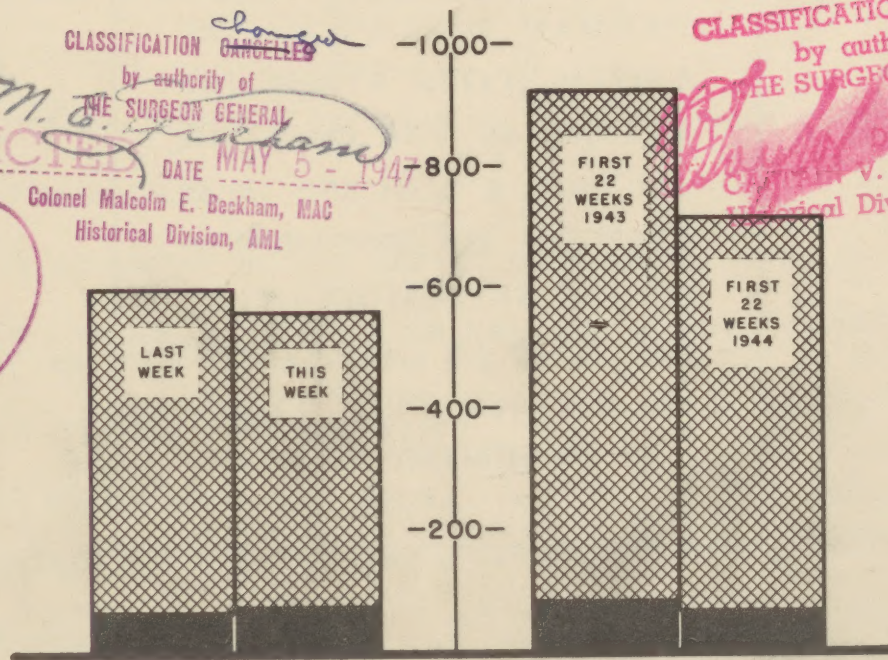 CLASSIFICATION CANCELLED changed
by authority of
THE SURGEON GENERAL
DATE MAY 5 - 1947
Colonel Malcolm E. Beckham, MAC
Historical Division, AML
CLASSIFICATIO
by auth
THE SURGEO
V.
Historical Div
-1000-
-800-
-600-
-400-
-200-
LAST
WEEK
THIS
WEEK
FIRST
22
WEEKS
1943
FIRST
22
WEEKS
1944